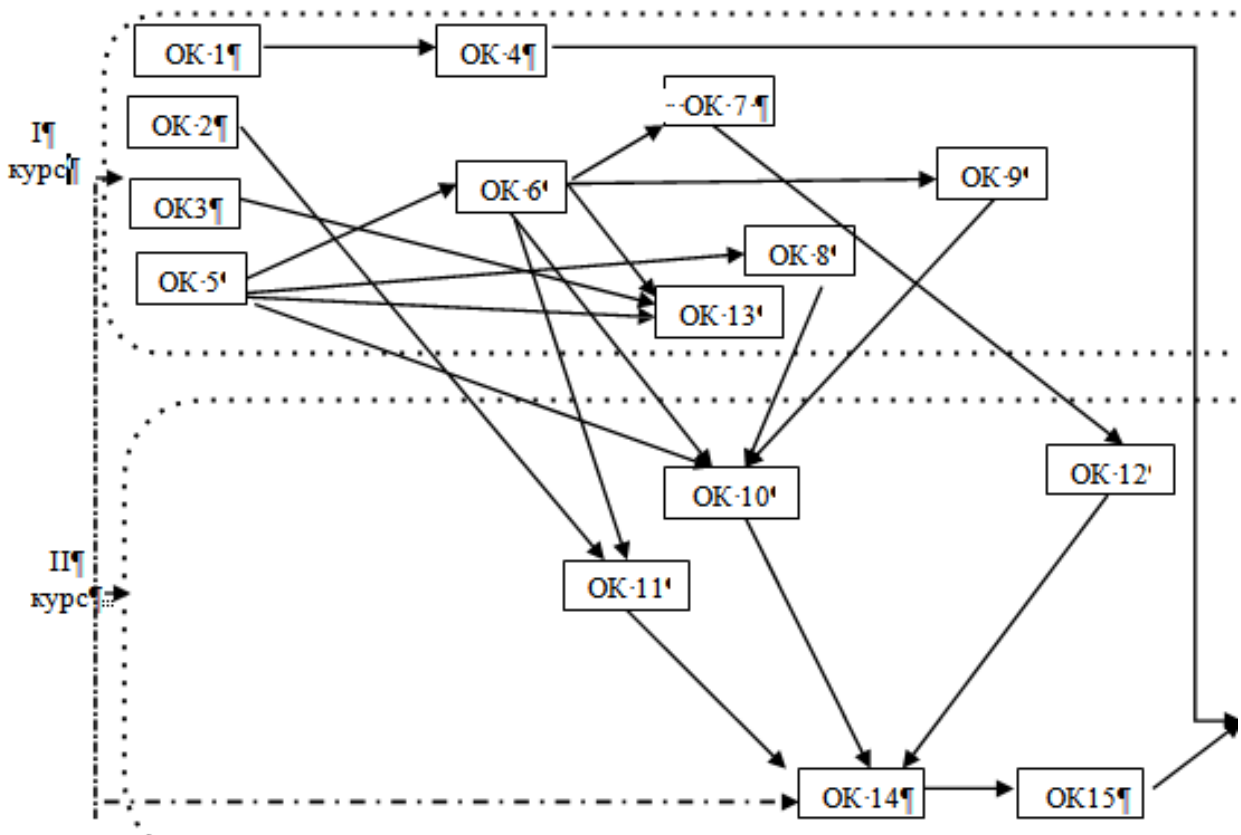 ОК·1¶
ОК·4¶
ОК·7·¶
ОК·2¶
I¶
курс¶
ОК·6¶
ОК·9¶
ОК3¶
ОК·8¶
ОК·5¶
ОК·13¶
ОК·10¶
ОК·12¶
II¶
курс¶
ОК·11¶
ОК·14¶
ОК15¶